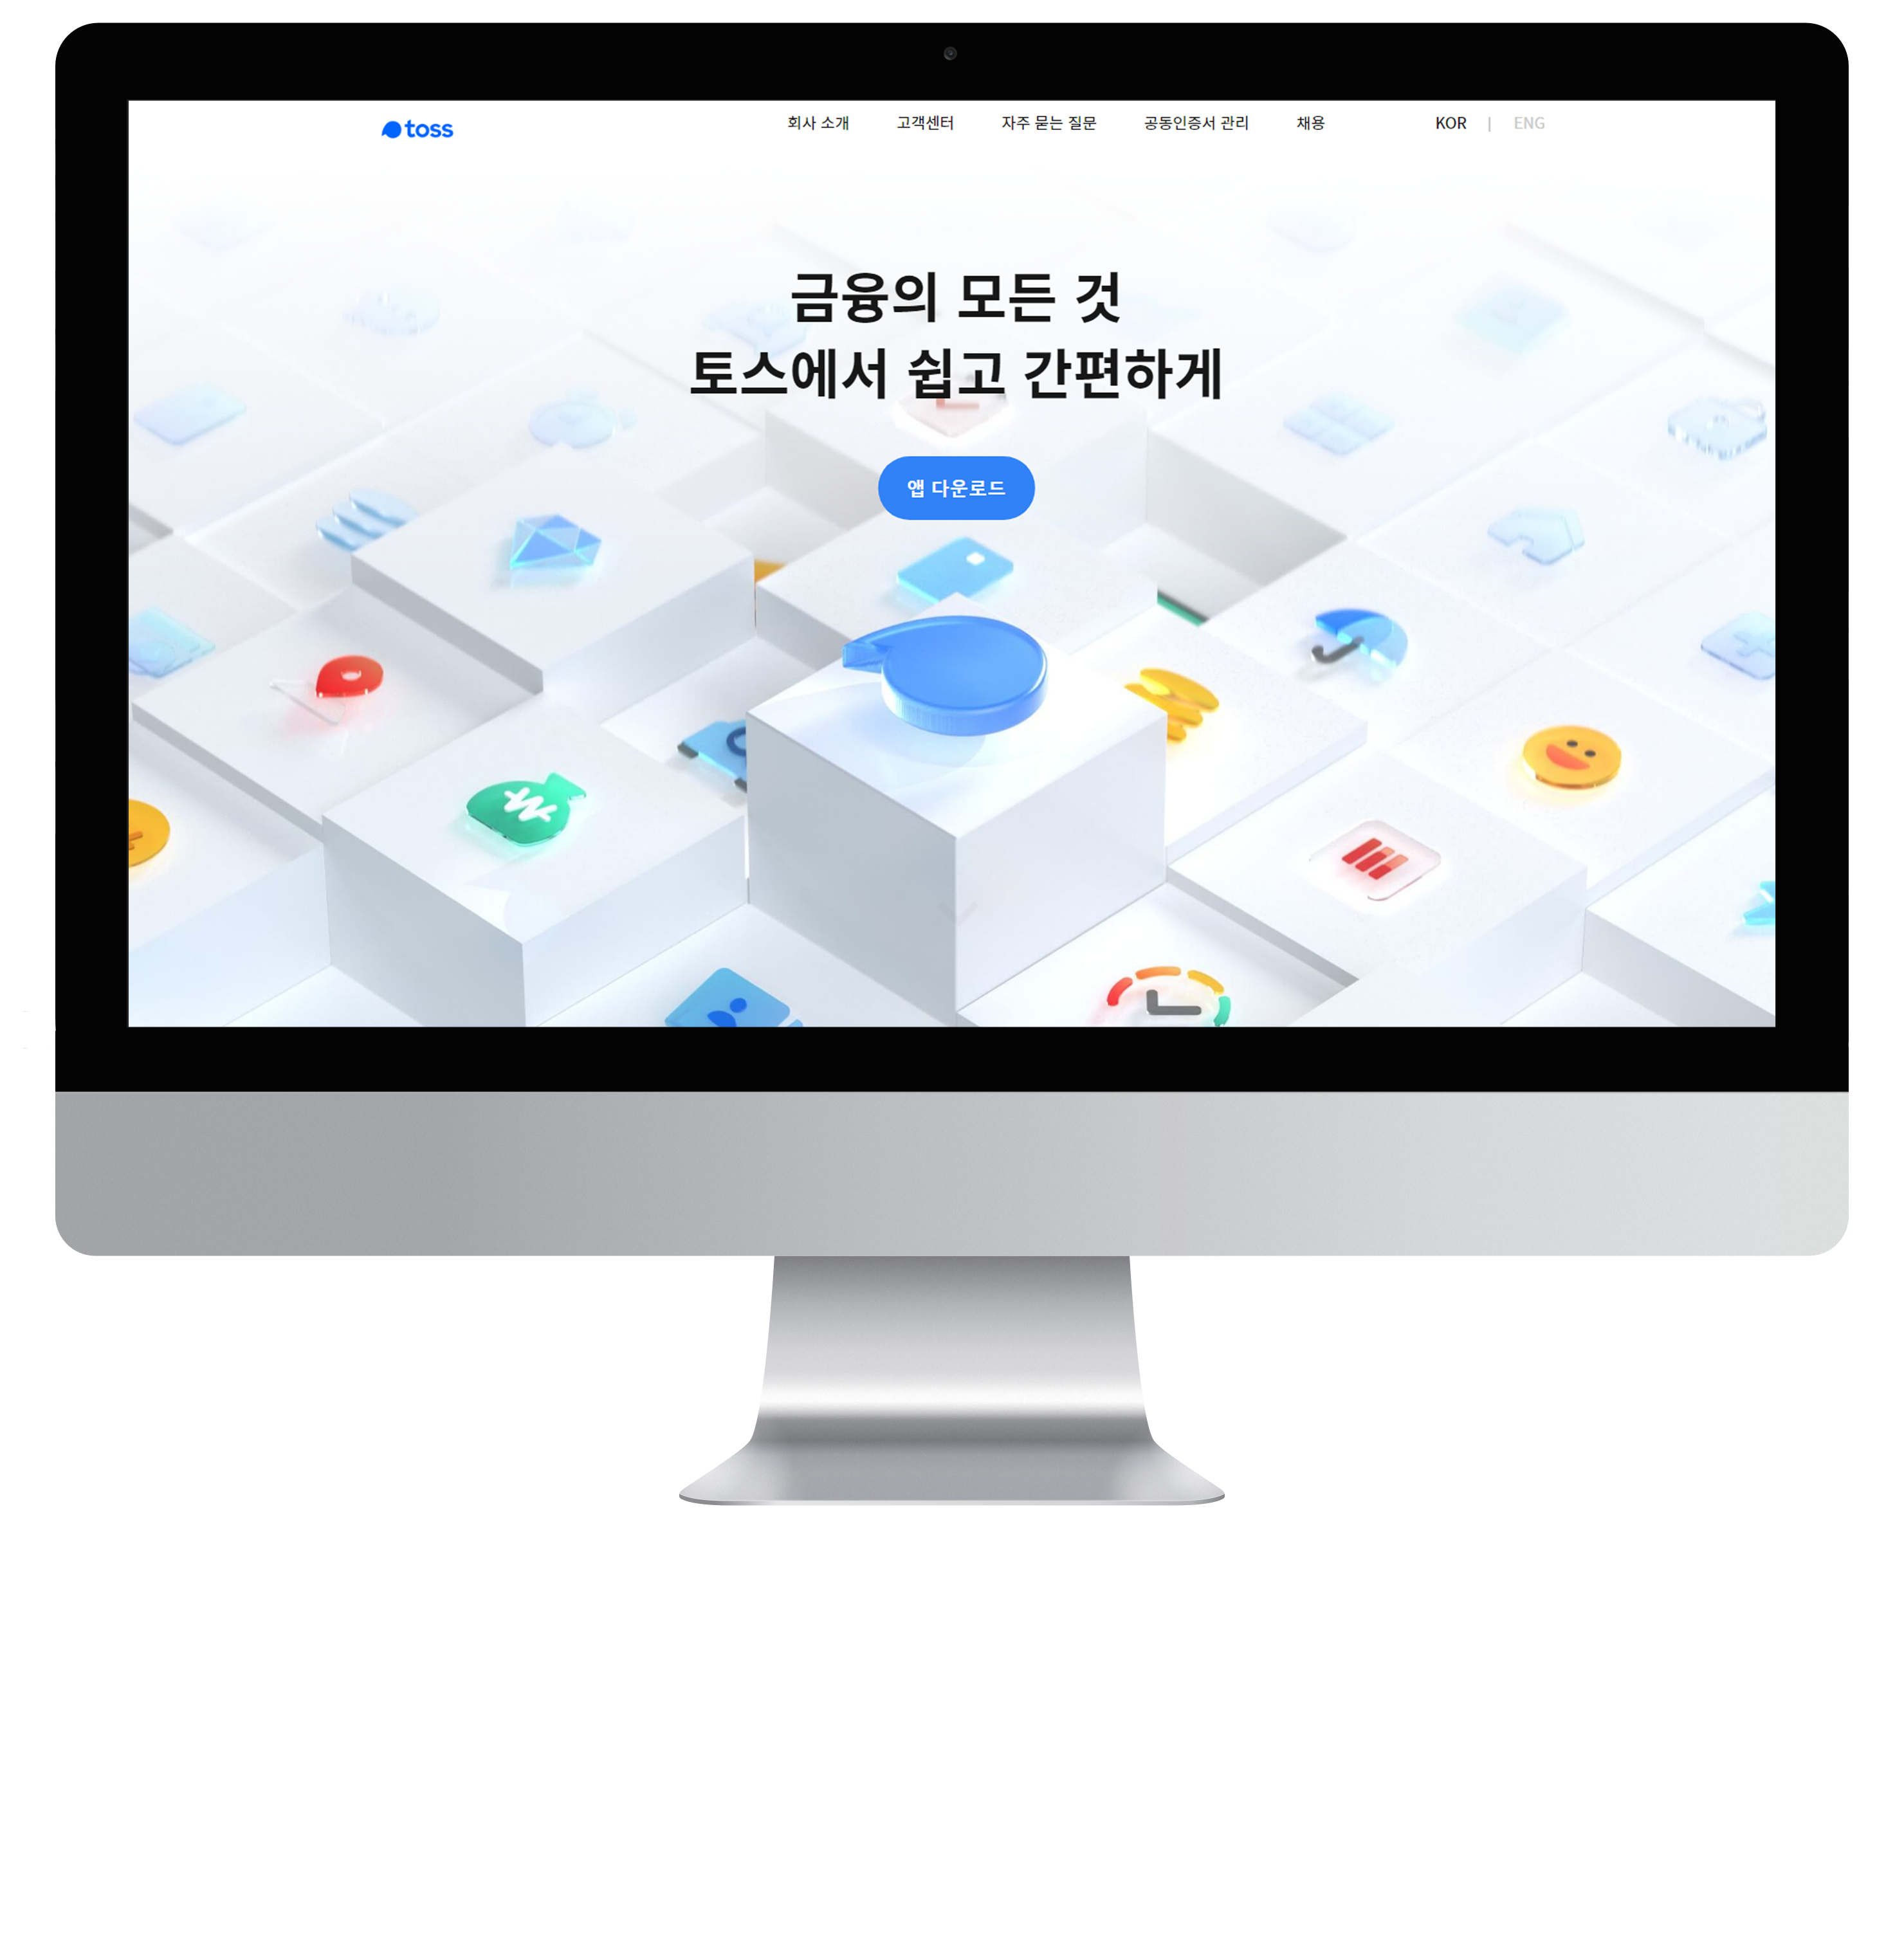 toss
회사 소개
고객센터
자주 묻는 질문
공동인증서 관리
채용
KOR | ENG
금융의 모든 것
토스에서 쉽고 간편하게
앱 다운로드
₩